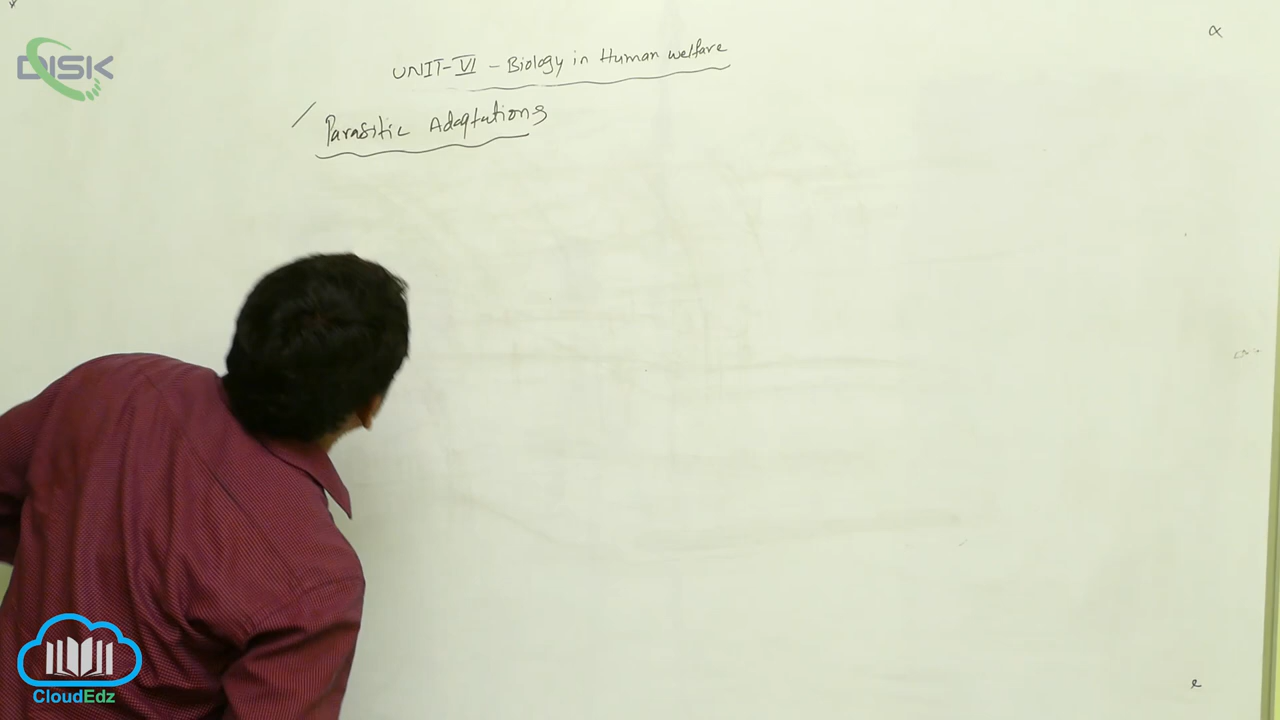 DISK
UNIT-VI - Biology in Human welfare
Parasitic Adaptations
CloudEdz